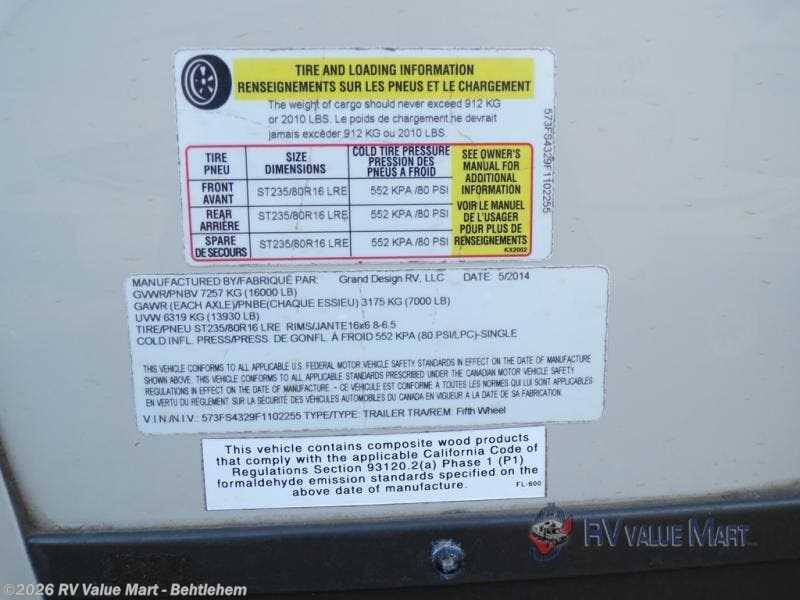 TIRE AND LOADING INFORMATION
RENSEIGNEMENTS SUR LES PNEUS ET LE CHARGEMENT
The weight of cargo should never exceed 912 KG
or 2010 LBS. Le poids de chargement ne devrait
jamais excéder 912 KG ou 2010 LBS.
573FS4329F1102255
TIRE PNEU SIZE DIMENSIONS COLD TIRE PRESSURE PRESSION DES PNEUS A FROID
FRONT AVANT ST235/80R16 LRE 552 KPA /80 PSI
REAR ARRIÈRE ST235/80R16 LRE 552 KPA /80 PSI
SPARE DE SECOURS ST235/80R16 LRE 552 KPA /80 PSI
SEE OWNER'S
MANUAL FOR
ADDITIONAL
INFORMATION
VOIR LE MANUEL
DE L'USAGER
POUR PLUS DE
RENSEIGNEMENTS
KX2002
MANUFACTURED BY/FABRIQUÉ PAR: Grand Design RV, LLC DATE: 5/2014
GVWR/PNBV 7257 KG (16000 LB)
GAWR (EACH AXLE)/PNBE(CHAQUE ESSIEU) 3175 KG (7000 LB)
UVW 6319 KG (13930 LB)
TIRE/PNEU ST235/80R16 LRE RIMS/JANTE16x6 8-6.5
COLD INFL. PRESS/PRESS. DE GONFL. À FROID 552 KPA (80 PSI/LPC)-SINGLE
THIS VEHICLE CONFORMS TO ALL APPLICABLE U.S. FEDERAL MOTOR VEHICLE SAFETY STANDARDS IN EFFECT ON THE DATE OF MANUFACTURE
SHOWN ABOVE. THIS VEHICLE CONFORMS TO ALL APPLICABLE STANDARDS PRESCRIBED UNDER THE CANADIAN MOTOR VEHICLE SAFETY
REGULATIONS IN EFFECT ON THE DATE OF MANUFACTURE. - CE VÉHICULE EST CONFORME À TOUTES LES NORMES QUI LUI SONT APPLICABLES
EN VERTU DU RÈGLEMENT SUR LA SÉCURITÉ DES VÉHICULES AUTOMOBILES DU CANADA EN VIGUEUR À LA DATE DE SA FABRICATION.
V.I.N./N.I.V.: 573FS4329F1102255 TYPE/TYPE: TRAILER TRA/REM: Fifth Wheel
This vehicle contains composite wood products
that comply with the applicable California Code of
Regulations Section 93120.2(a) Phase 1 (P1)
formaldehyde emission standards specified on the
above date of manufacture.
FL-600
RV VALUE MART
©2026 RV Value Mart - Behtlehem